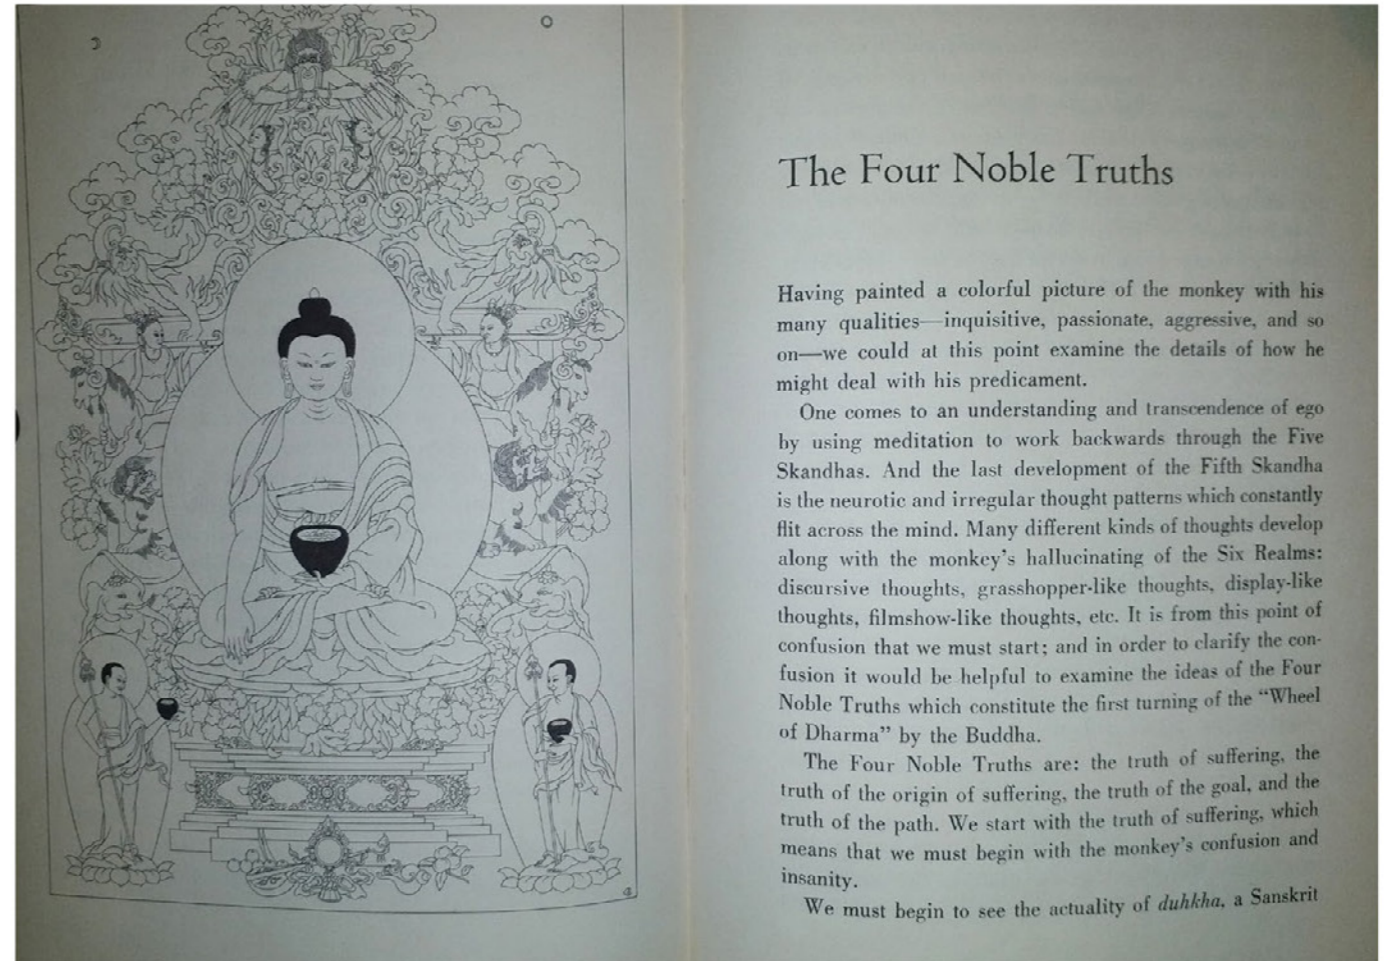 The Four Noble Truths
Having painted a colorful picture of the monkey with his
many qualities—inquisitive, passionate, aggressive, and so
on—we could at this point examine the details of how he
might deal with his predicament.
One comes to an understanding and transcendence of ego
by using meditation to work backwards through the Five
Skandhas. And the last development of the Fifth Skandha
is the neurotic and irregular thought patterns which constantly
flit across the mind. Many different kinds of thoughts develop
along with the monkey's hallucinating of the Six Realms:
discursive thoughts, grasshopper-like thoughts, display-like
thoughts, filmshow-like thoughts, etc. It is from this point of
confusion that we must start; and in order to clarify the con-
fusion it would be helpful to examine the ideas of the Four
Noble Truths which constitute the first turning of the "Wheel
of Dharma" by the Buddha.
The Four Noble Truths are: the truth of suffering, the
truth of the origin of suffering, the truth of the goal, and the
truth of the path. We start with the truth of suffering, which
means that we must begin with the monkey's confusion and
insanity.
We must begin to see the actuality of duhkha, a Sanskrit